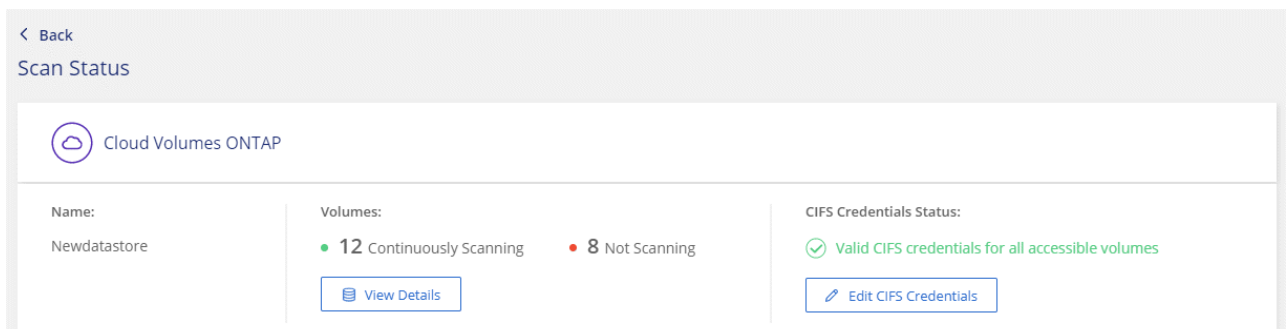 Back
Scan Status
Cloud Volumes ONTAP
Name:
Newdatastore
Volumes:
12 Continuously Scanning
8 Not Scanning
View Details
CIFS Credentials Status:
Valid CIFS credentials for all accessible volumes
Edit CIFS Credentials